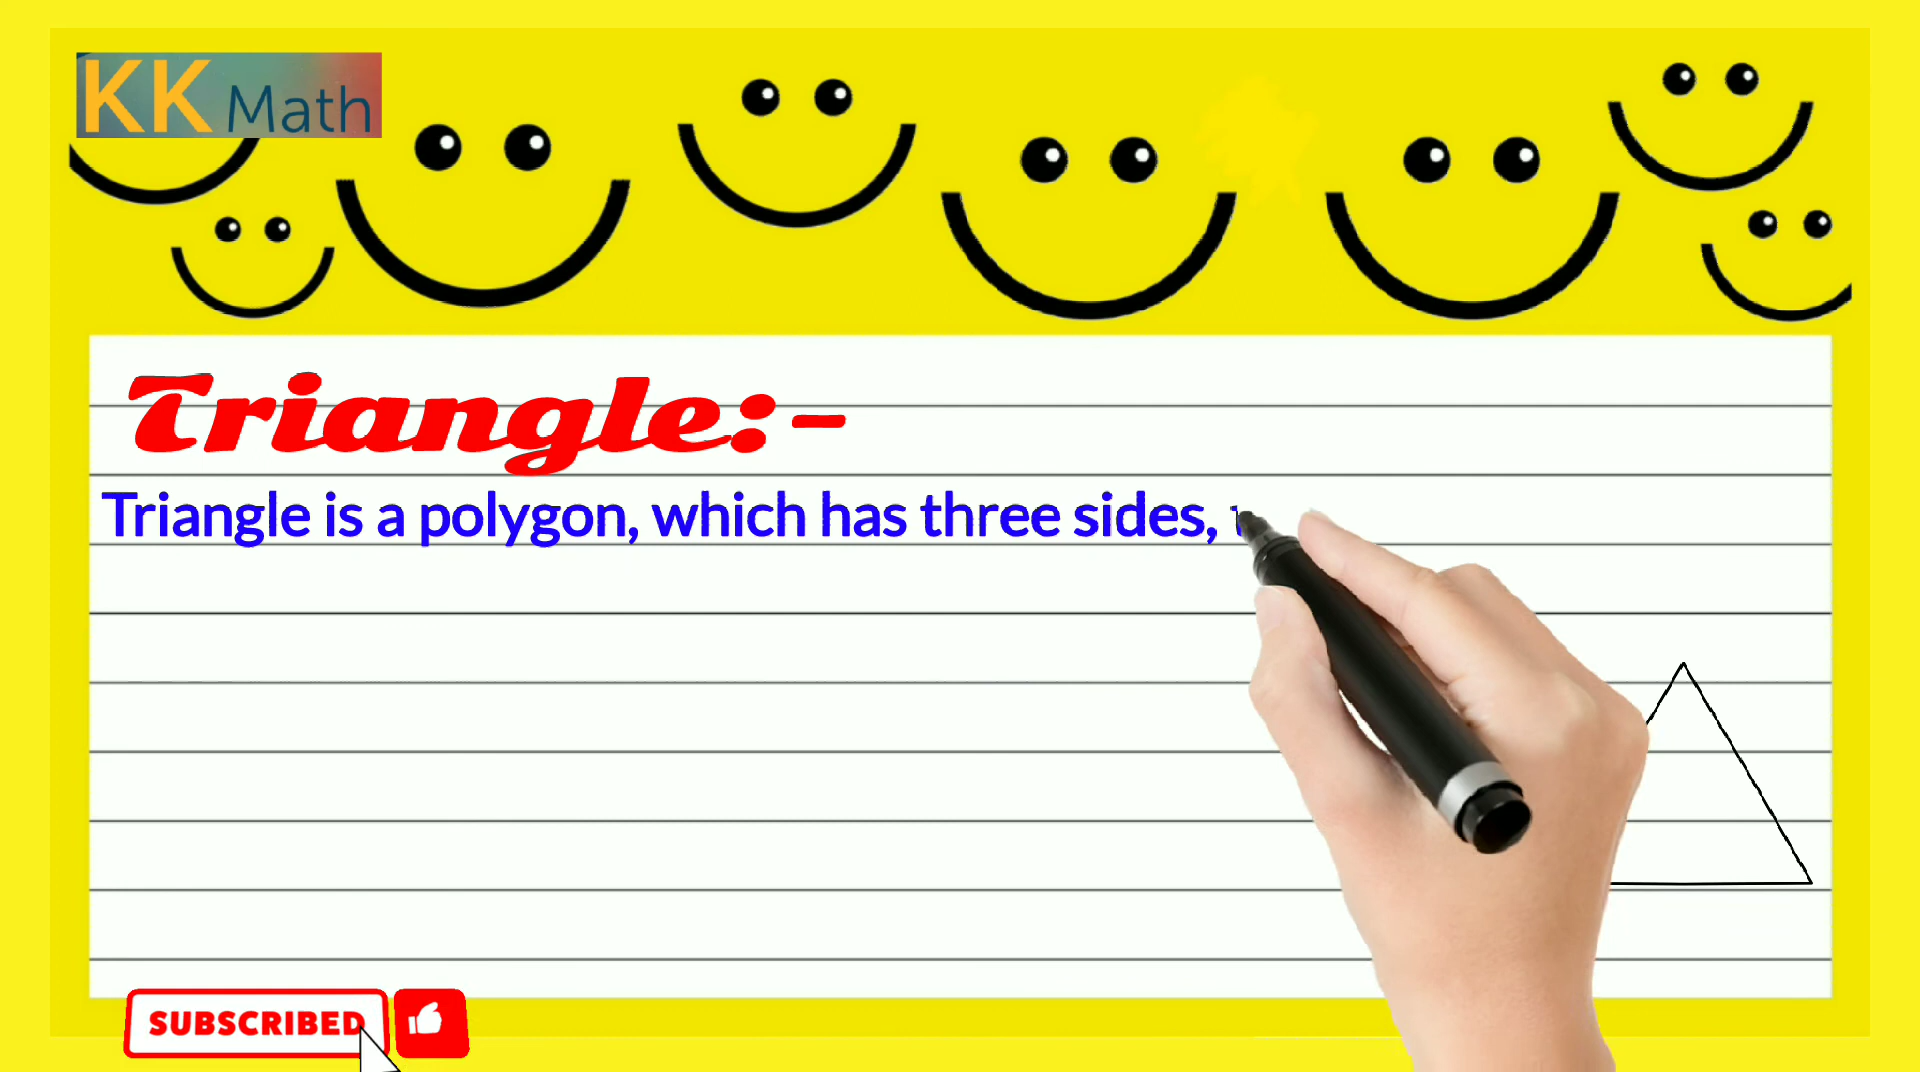 KK Math
Triangle:-
Triangle is a polygon, which has three sides,
SUBSCRIBED